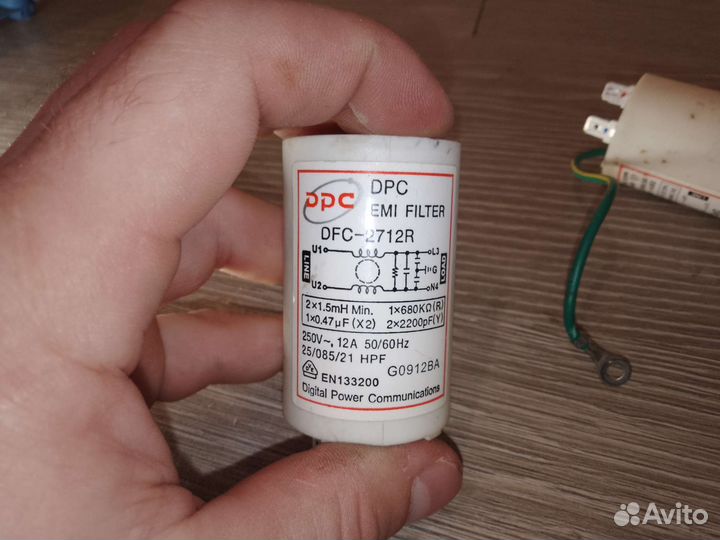 DPC
DPC
EMI FILTER
DFC-2712R
U1
L3
LINE
G
LOAD
U2
N4
2×1.5mH Min. 1×680KΩ(R)
1×0.47µF(X2) 2×2200pF(Y)
250V~, 12A 50/60Hz
25/085/21 HPF
G0912BA
EN133200
Digital Power Communications
Avito